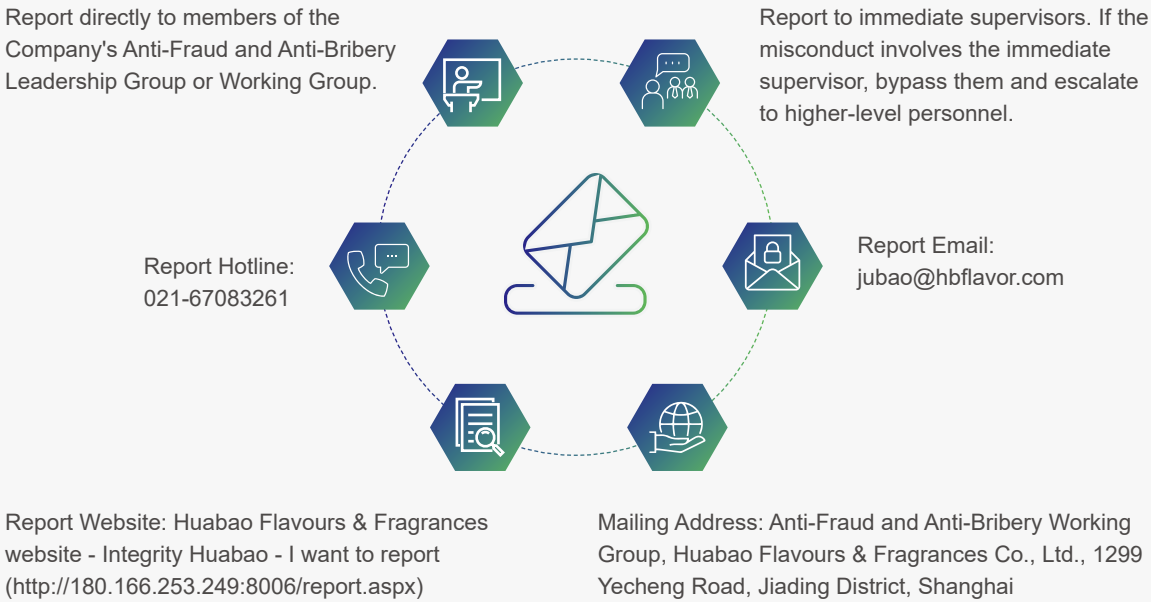 Report directly to members of the
Company's Anti-Fraud and Anti-Bribery
Leadership Group or Working Group.
Report to immediate supervisors. If the
misconduct involves the immediate
supervisor, bypass them and escalate
to higher-level personnel.
Report Hotline:
021-67083261
Report Email:
jubao@hbflavor.com
Report Website: Huabao Flavours & Fragrances
website - Integrity Huabao - I want to report
(http://180.166.253.249:8006/report.aspx)
Mailing Address: Anti-Fraud and Anti-Bribery Working
Group, Huabao Flavours & Fragrances Co., Ltd., 1299
Yecheng Road, Jiading District, Shanghai